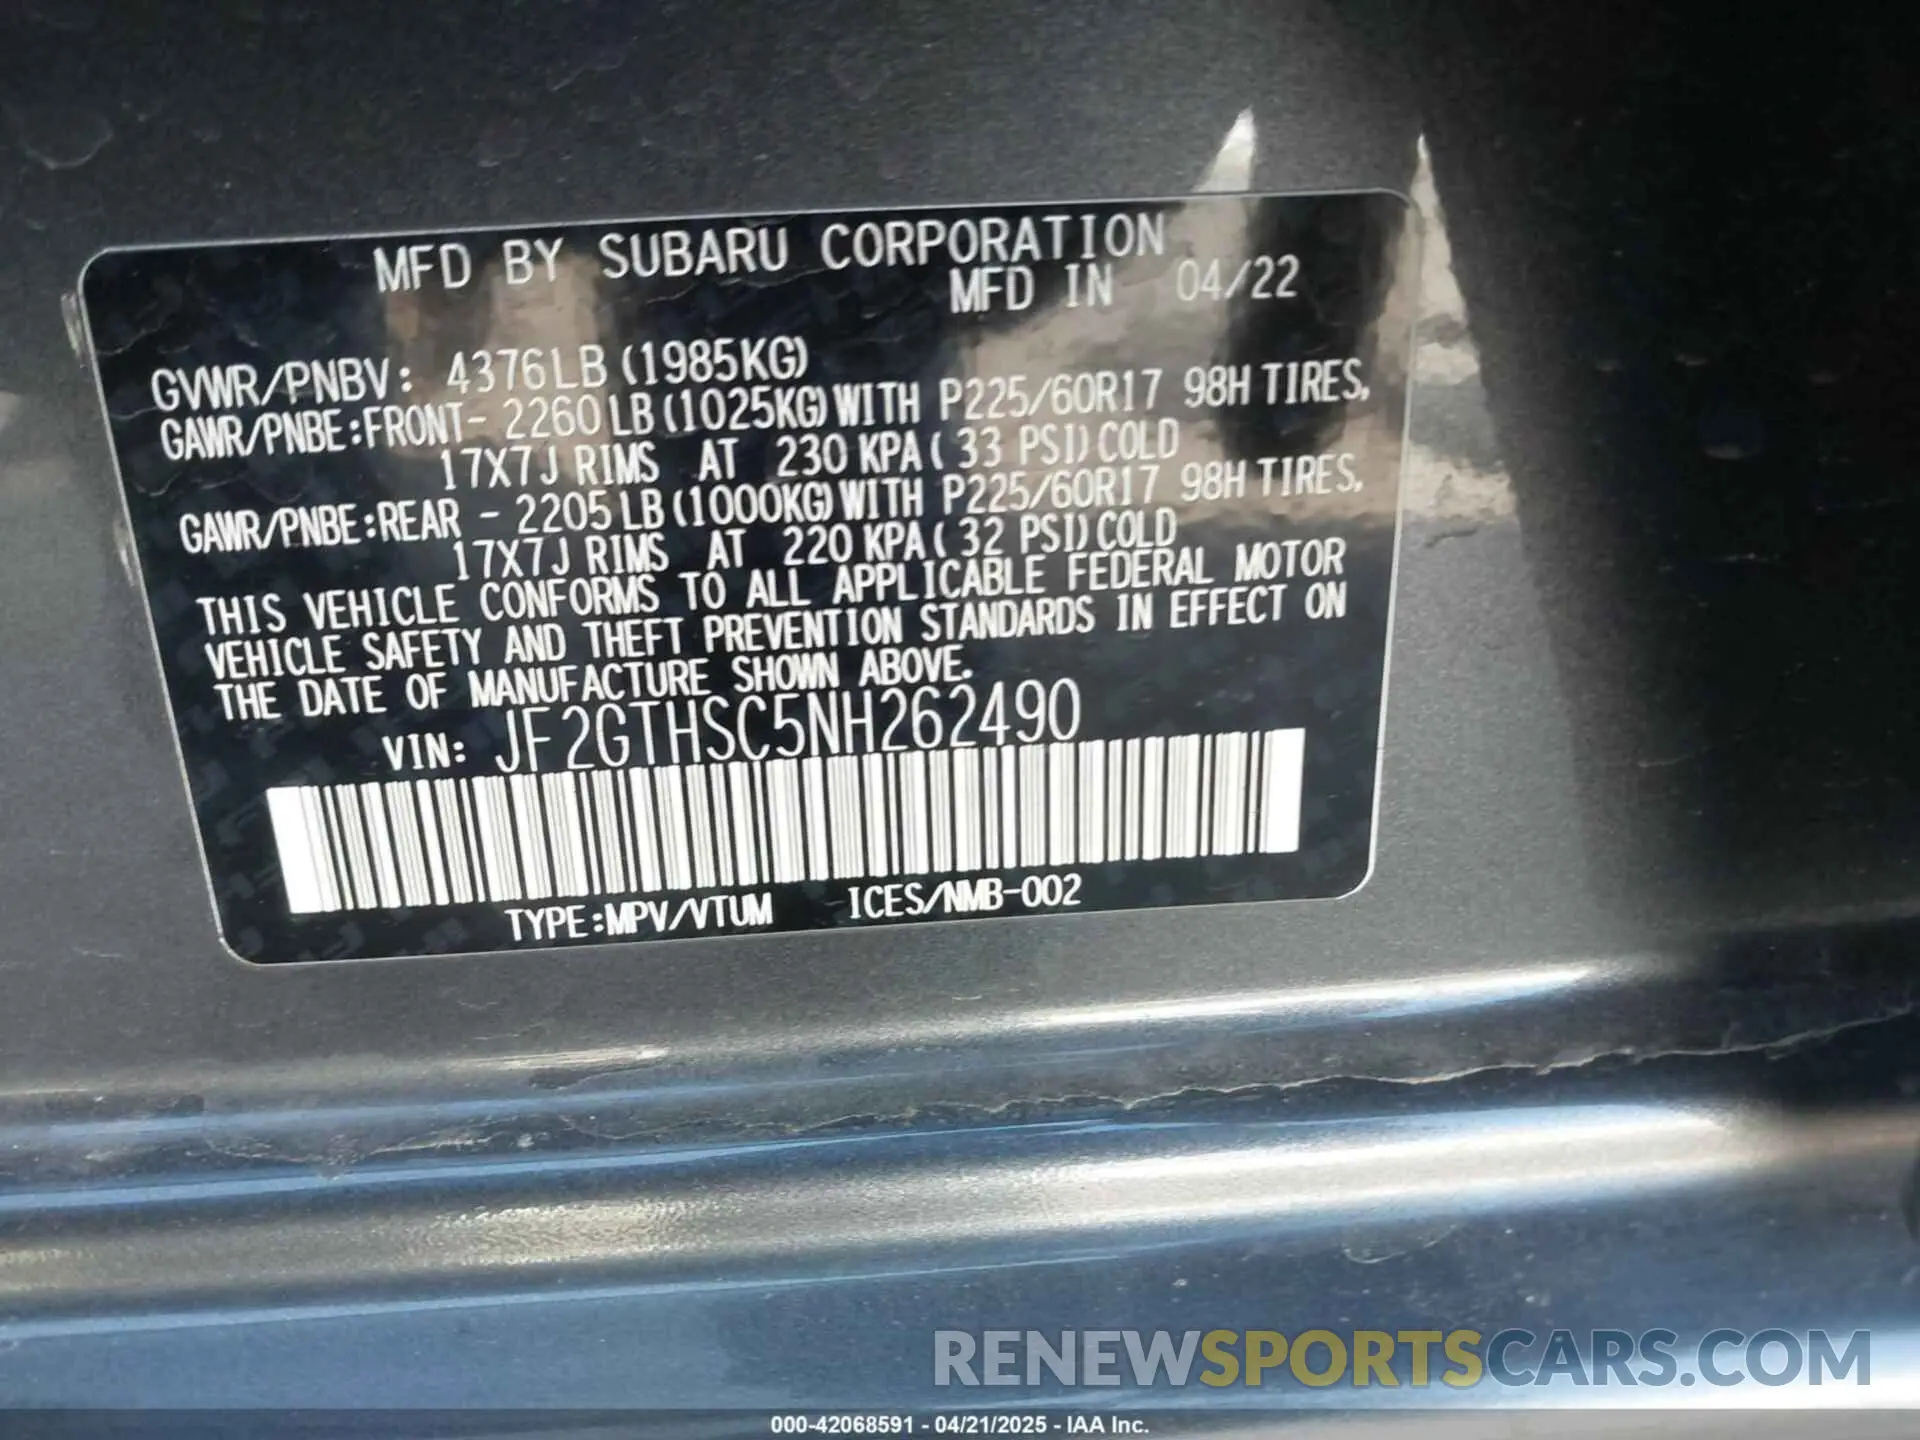 MFD BY SUBARU CORPORATION
MFD IN 04/22
GVWR/PNBV: 4376LB (1985KG)
GAWR/PNBE:FRONT- 2260LB(1025KG)WITH P225/60R17 98H TIRES,
17X7J RIMS AT 230 KPA( 33 PSI)COLD
GAWR/PNBE:REAR - 2205LB(1000KG)WITH P225/60R17 98H TIRES,
17X7J RIMS AT 220 KPA( 32 PSI)COLD
THIS VEHICLE CONFORMS TO ALL APPLICABLE FEDERAL MOTOR
VEHICLE SAFETY AND THEFT PREVENTION STANDARDS IN EFFECT ON
THE DATE OF MANUFACTURE SHOWN ABOVE.
VIN: JF2GTHSC5NH262490
TYPE:MPV/VTUM ICES/NMB-002
RENEWSPORTSCARS.COM
000-42068591 - 04/21/2025 - IAA Inc.